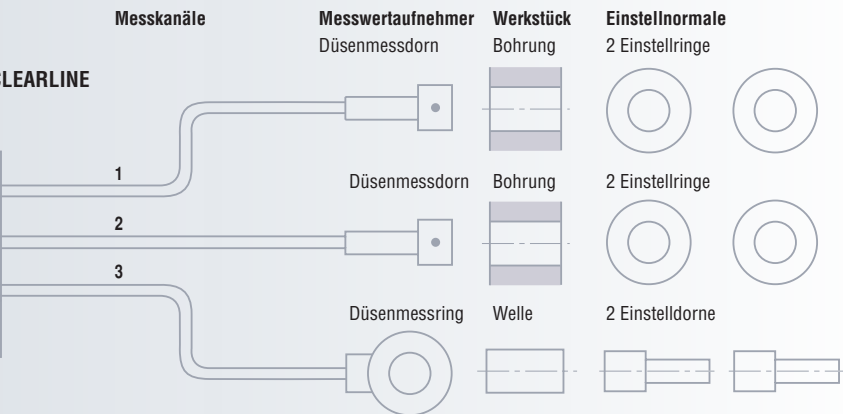 Messkanäle Messwertaufnehmer Werkstück Einstellnormale
Düsenmessdorn Bohrung 2 Einstellringe
CLEARLINE
1
Düsenmessdorn Bohrung 2 Einstellringe
2
3
Düsenmessring Welle 2 Einstelldorne